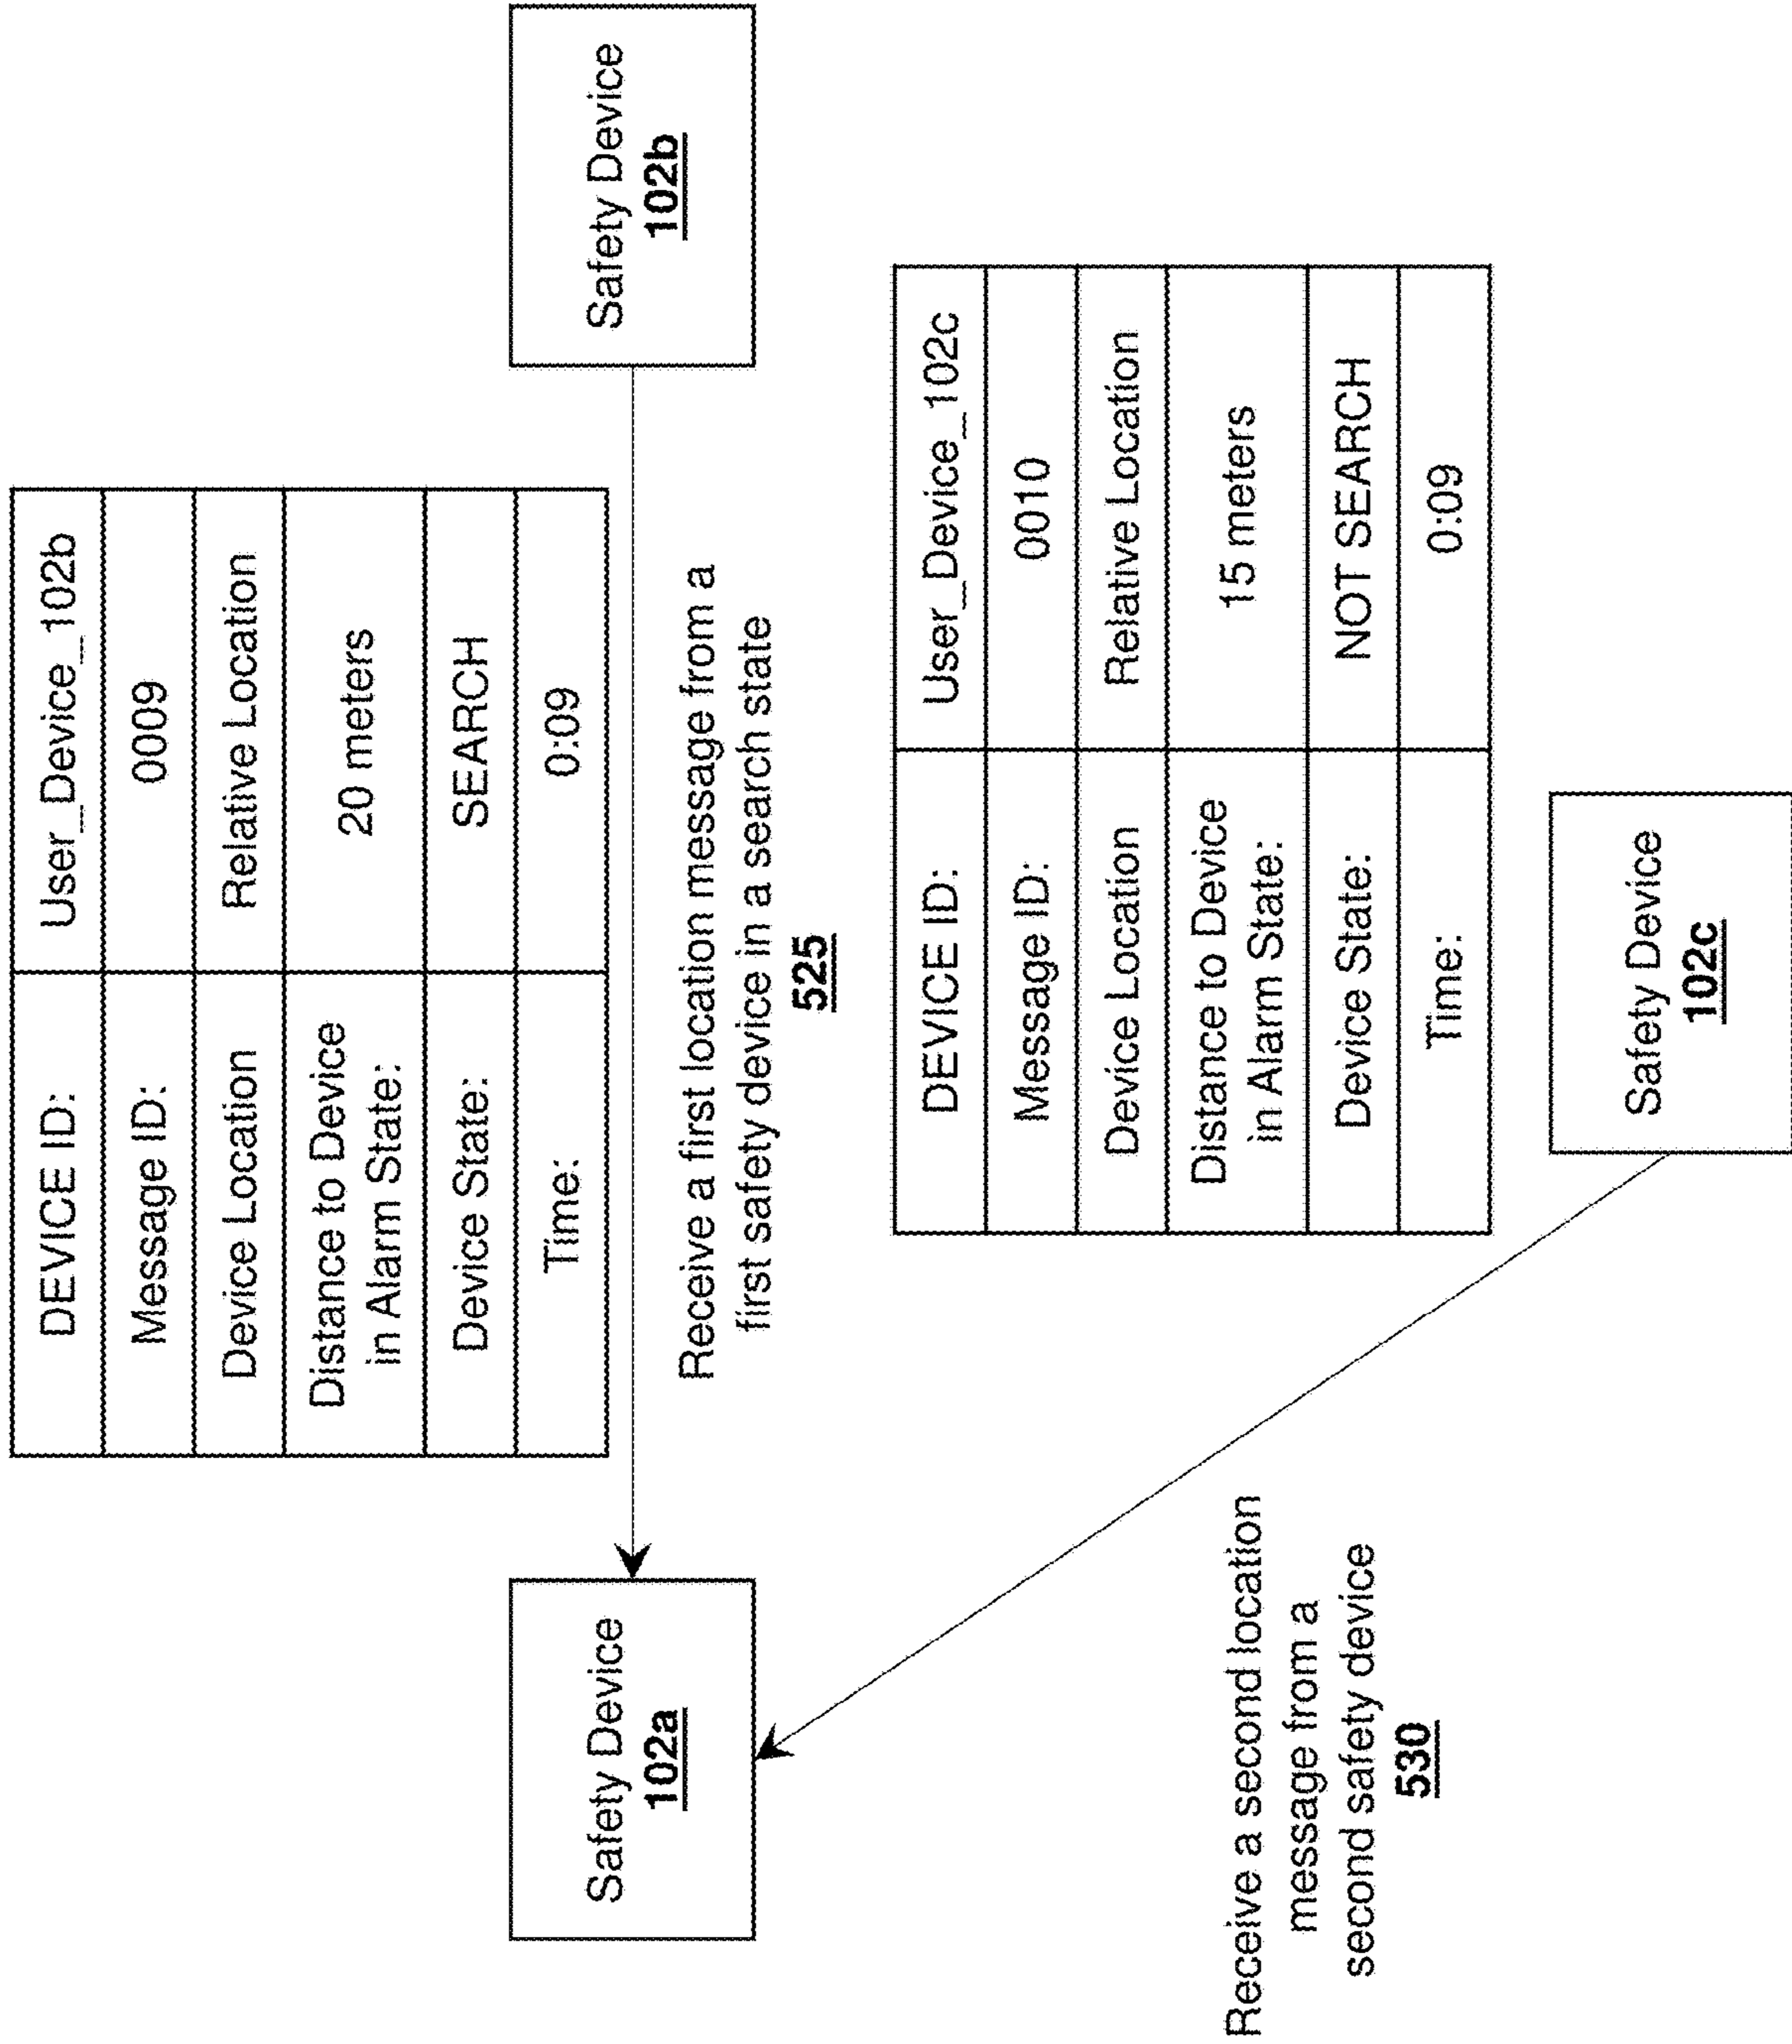 DEVICE ID: User_Device_102b
Message ID: 0009
Device Location Relative Location
Distance to Device
in Alarm State: 20 meters
Device State: SEARCH
Time: 0:09
Safety Device
102a
Safety Device
102b
Receive a first location message from a
first safety device in a search state
525
DEVICE ID: User_Device_102c
Message ID: 0010
Device Location Relative Location
Distance to Device
in Alarm State: 15 meters
Device State: NOT SEARCH
Time: 0:09
Receive a second location
message from a
second safety device
530
Safety Device
102c